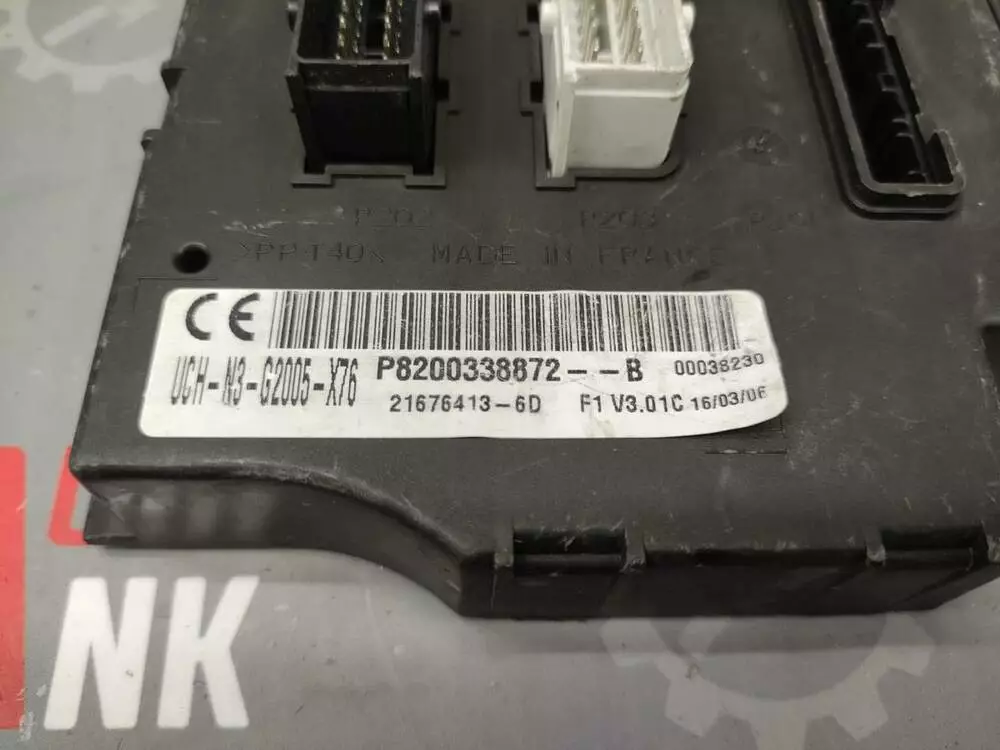 P202 P203
>PP-T40< MADE IN FRANCE
CE
UCH-N3-G2005-X76 P8200338872--B 00038230
21676413-6D F1 V3.01C 16/03/06
NK